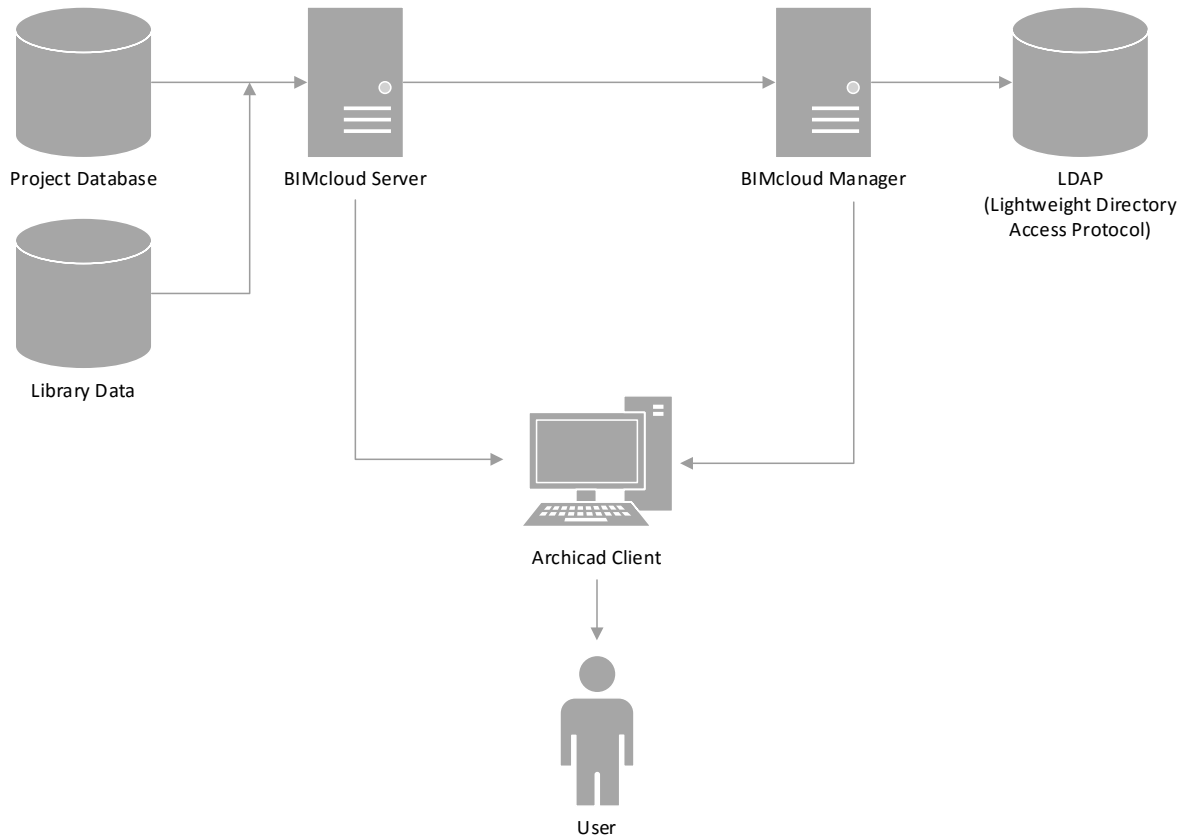 Project Database
BIMcloud Server
BIMcloud Manager
LDAP
(Lightweight Directory
Access Protocol)
Library Data
Archicad Client
User